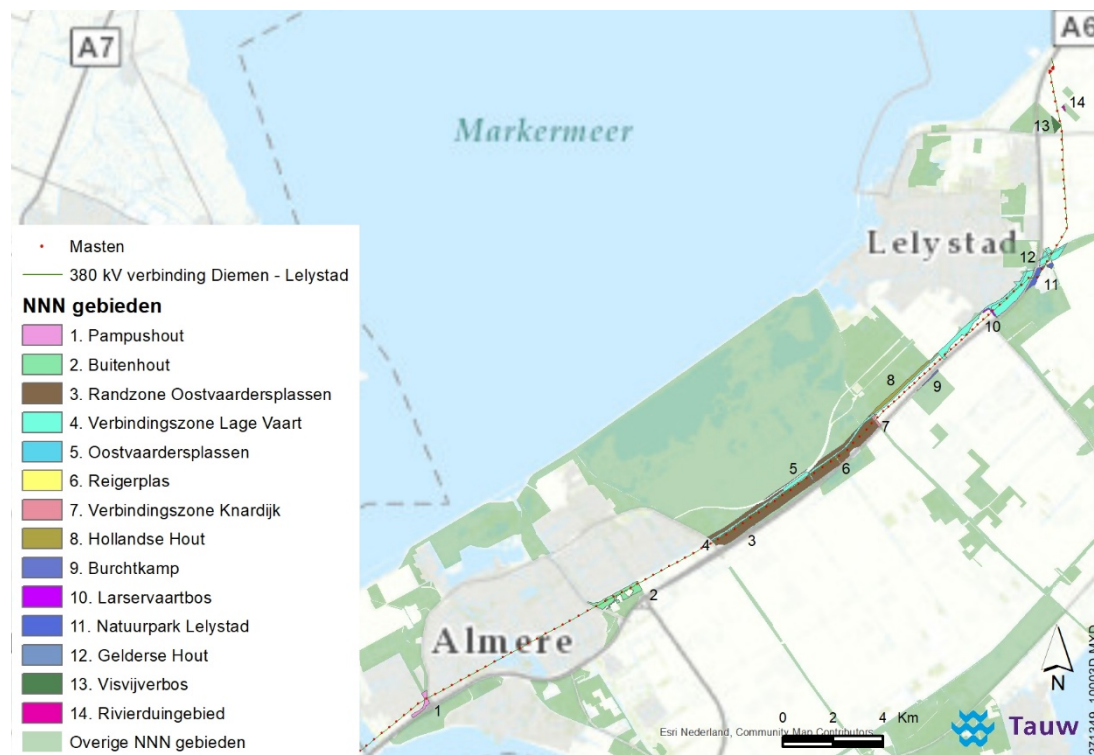 A7
A6
Markermeer
14
13
Lelystad
12
11
10
9
8
7
6
5
4
3
2
1
Almere
Masten
380 kV verbinding Diemen - Lelystad
NNN gebieden
1. Pampushout
2. Buitenhout
3. Randzone Oostvaardersplassen
4. Verbindingszone Lage Vaart
5. Oostvaardersplassen
6. Reigerplas
7. Verbindingszone Knardijk
8. Hollandse Hout
9. Burchtkamp
10. Larservaartbos
11. Natuurpark Lelystad
12. Gelderse Hout
13. Visvijverbos
14. Rivierduingebied
Overige NNN gebieden
0 2 4 Km
Esri Nederland, Community Map Contributors
N
Tauw